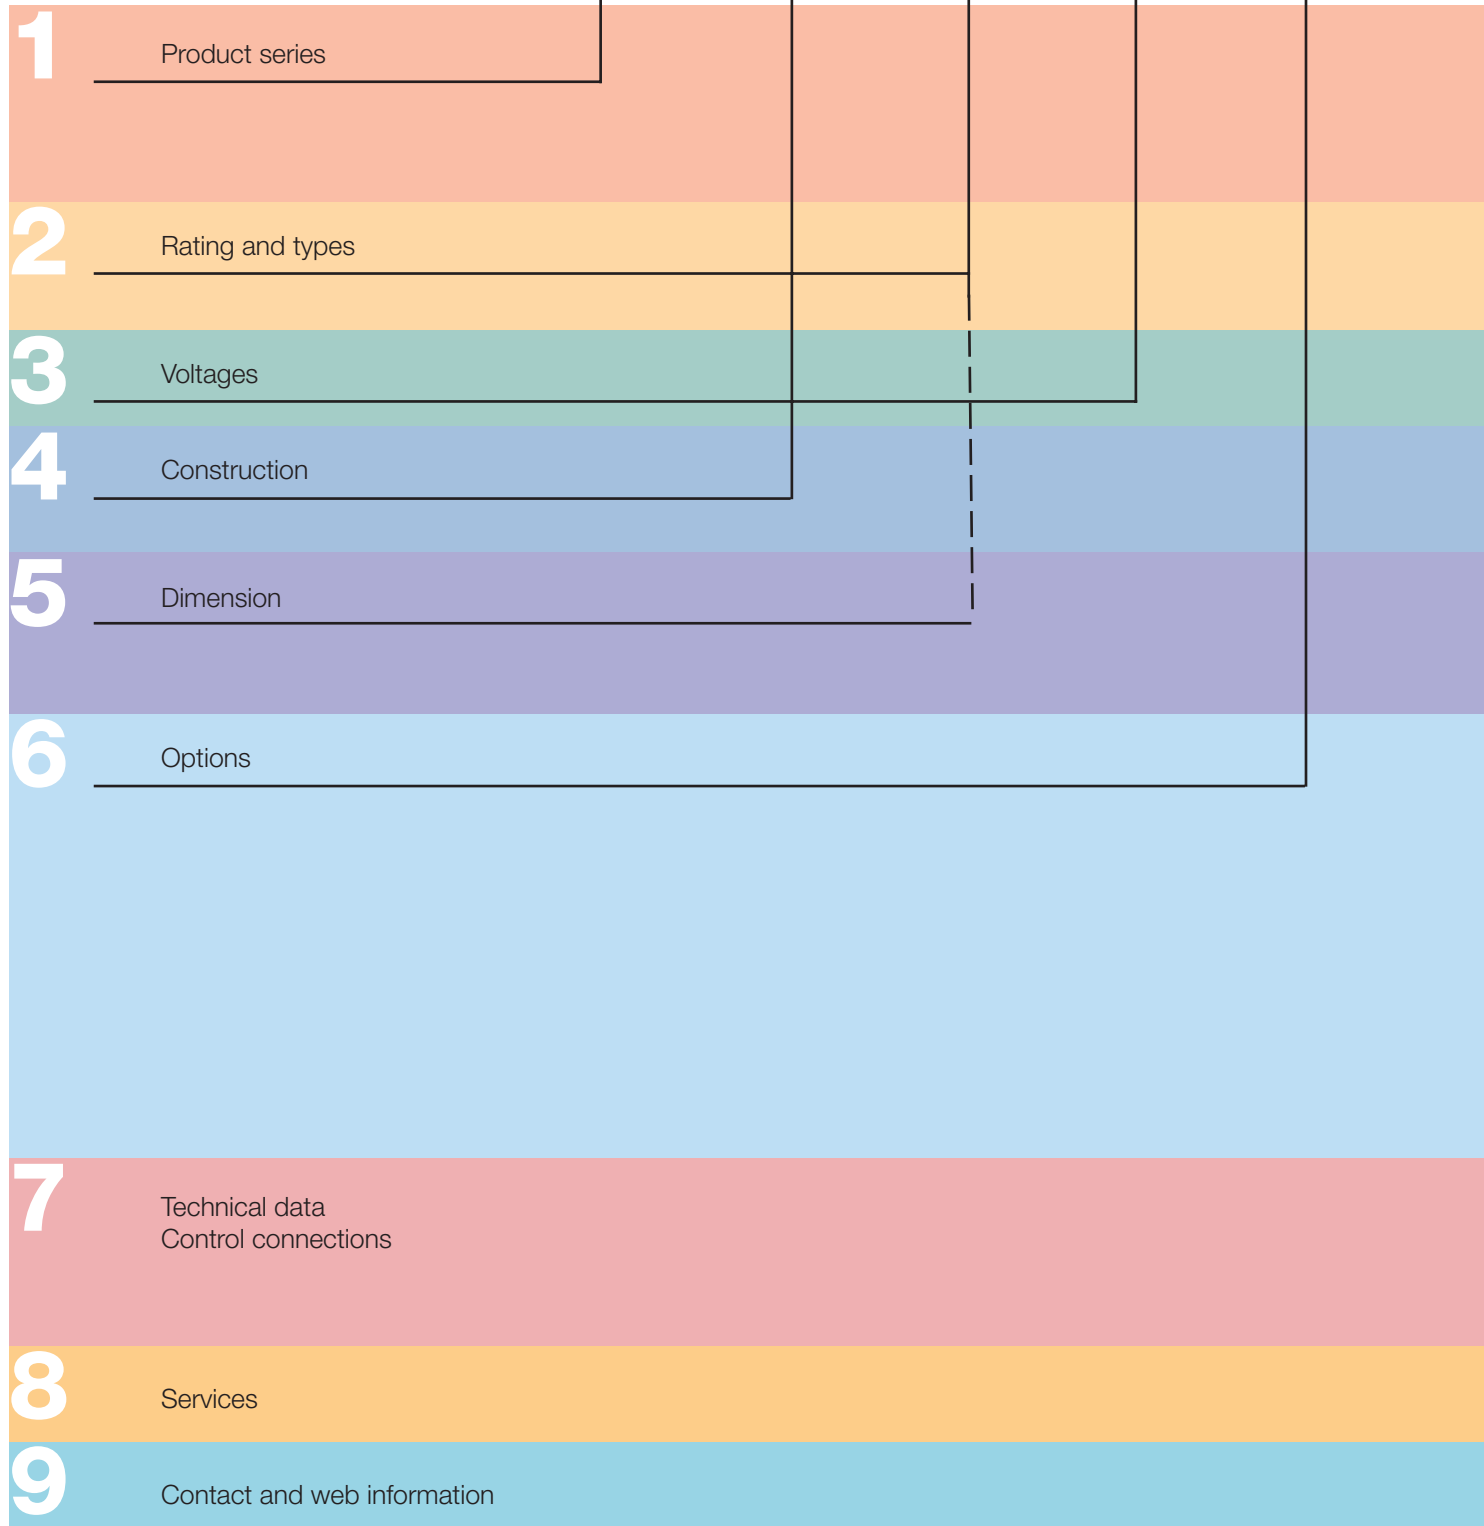 1
Product series
2
Rating and types
3
Voltages
4
Construction
5
Dimension
6
Options
7
Technical data
Control connections
8
Services
9
Contact and web information